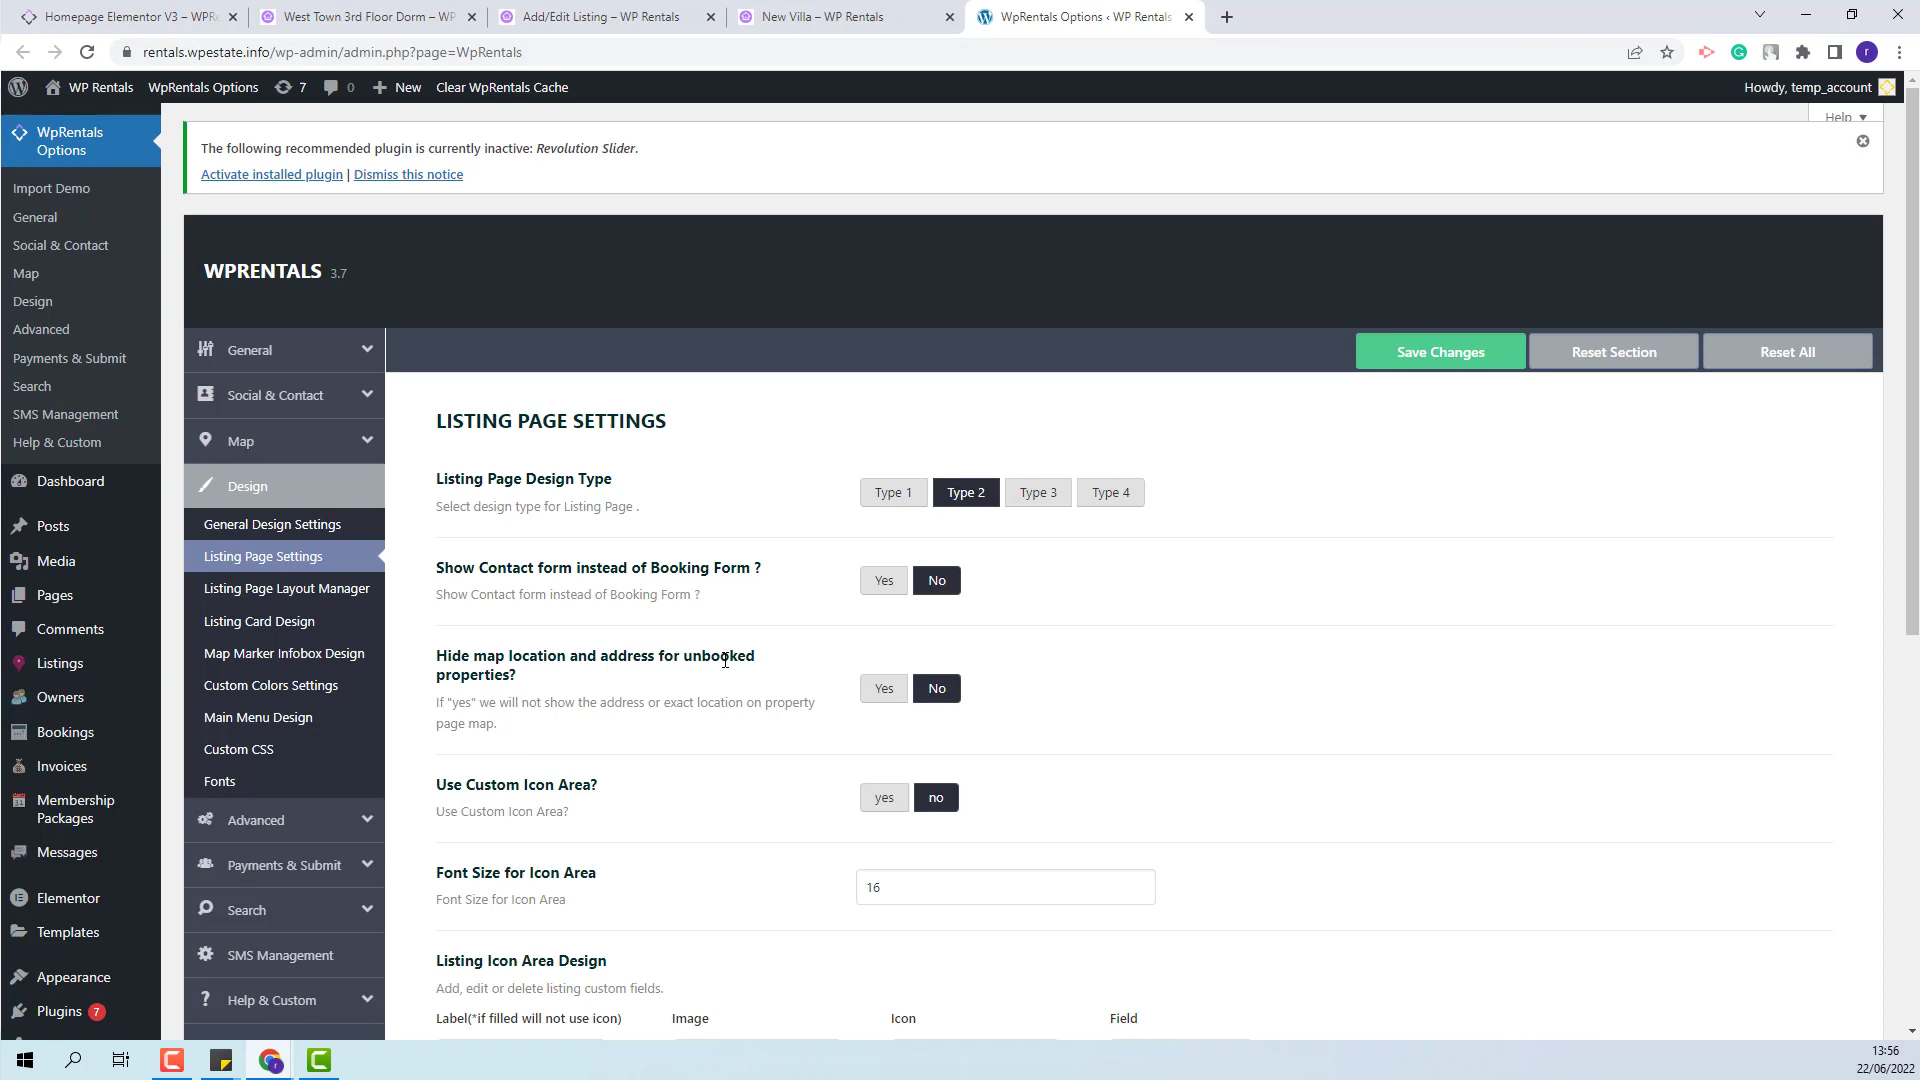 Homepage Elementor V3 – WPR
West Town 3rd Floor Dorm – WP
Add/Edit Listing – WP Rentals
New Villa – WP Rentals
WpRentals Options ‹ WP Rentals
rentals.wpestate.info/wp-admin/admin.php?page=WpRentals
r
WP Rentals
WpRentals Options
7
0
New
Clear WpRentals Cache
Howdy, temp_account
WpRentals
Options
Import Demo
General
Social & Contact
Map
Design
Advanced
Payments & Submit
Search
SMS Management
Help & Custom
Dashboard
Posts
Media
Pages
Comments
Listings
Owners
Bookings
Invoices
Membership
Packages
Messages
Elementor
Templates
Appearance
Plugins 7
Help
The following recommended plugin is currently inactive: Revolution Slider.
Activate installed plugin | Dismiss this notice
WPRENTALS 3.7
General
Social & Contact
Map
Design
General Design Settings
Listing Page Settings
Listing Page Layout Manager
Listing Card Design
Map Marker Infobox Design
Custom Colors Settings
Main Menu Design
Custom CSS
Fonts
Advanced
Payments & Submit
Search
SMS Management
Help & Custom
Save Changes
Reset Section
Reset All
LISTING PAGE SETTINGS
Listing Page Design Type
Select design type for Listing Page .
Type 1
Type 2
Type 3
Type 4
Show Contact form instead of Booking Form ?
Show Contact form instead of Booking Form ?
Yes
No
Hide map location and address for unbooked
properties?
If "yes" we will not show the address or exact location on property
page map.
Yes
No
Use Custom Icon Area?
Use Custom Icon Area?
yes
no
Font Size for Icon Area
Font Size for Icon Area
16
Listing Icon Area Design
Add, edit or delete listing custom fields.
Label(*if filled will not use icon)
Image
Icon
Field
13:56
22/06/2022